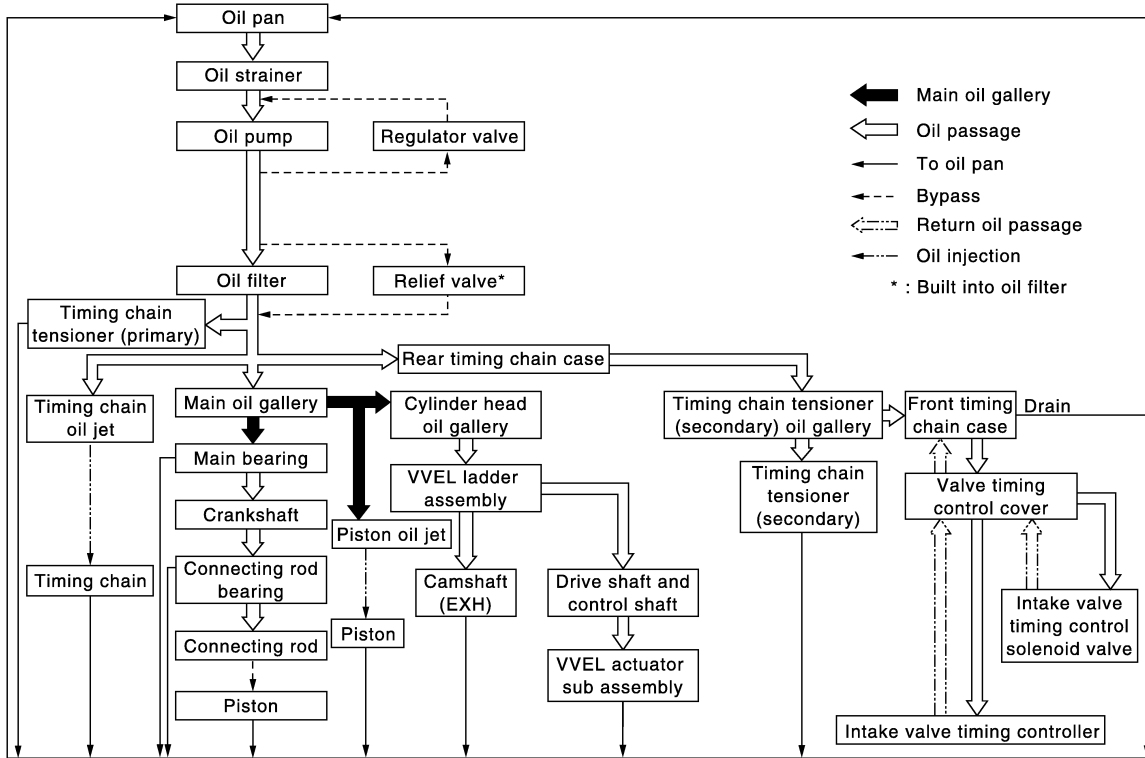 Oil pan
Oil strainer
Oil pump
Regulator valve
Oil filter
Relief valve*
Main oil gallery
Oil passage
To oil pan
Bypass
Return oil passage
Oil injection
* : Built into oil filter
Timing chain
tensioner (primary)
Rear timing chain case
Timing chain
oil jet
Main oil gallery
Cylinder head
oil gallery
Timing chain tensioner
(secondary) oil gallery
Front timing
chain case
Drain
Main bearing
VVEL ladder
assembly
Timing chain
tensioner
(secondary)
Valve timing
control cover
Crankshaft
Piston oil jet
Timing chain
Connecting rod
bearing
Camshaft
(EXH)
Drive shaft and
control shaft
Intake valve
timing control
solenoid valve
Connecting rod
Piston
VVEL actuator
sub assembly
Piston
Intake valve timing controller